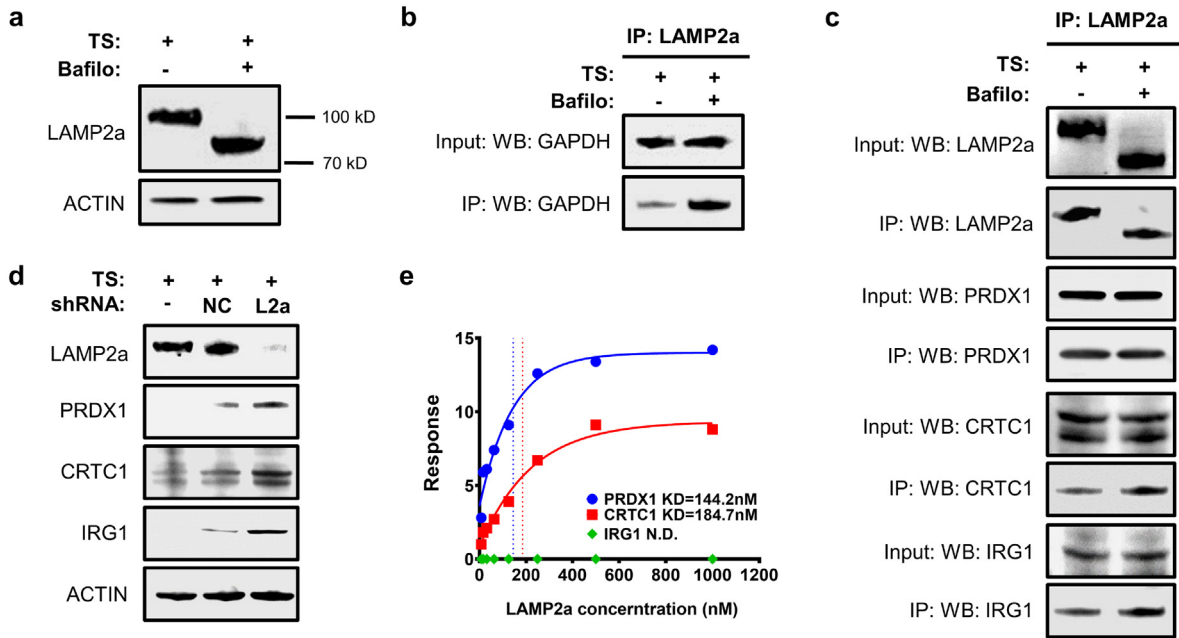 a
TS: + +
Bafilo: - +
LAMP2a
100 kD
70 kD
ACTIN
b
IP: LAMP2a
TS: + +
Bafilo: - +
Input: WB: GAPDH
IP: WB: GAPDH
c
IP: LAMP2a
TS: + +
Bafilo: - +
Input: WB: LAMP2a
IP: WB: LAMP2a
Input: WB: PRDX1
IP: WB: PRDX1
Input: WB: CRTC1
IP: WB: CRTC1
Input: WB: IRG1
IP: WB: IRG1
d
TS: + + +
shRNA: - NC L2a
LAMP2a
PRDX1
CRTC1
IRG1
ACTIN
e
Response
15
10
5
0
PRDX1 KD=144.2nM
CRTC1 KD=184.7nM
IRG1 N.D.
0 200 400 600 800 1000 1200
LAMP2a concerntration (nM)